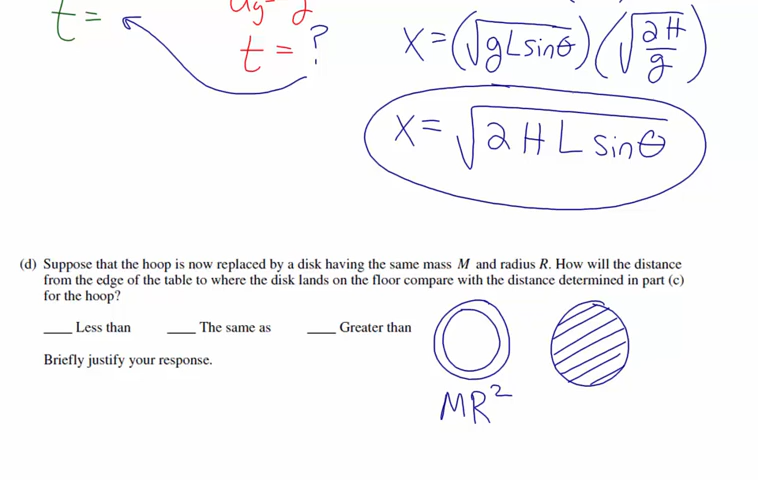 t =
t = ?
x = (√gLsinθ)(√2H/g)
x = √2HLsinθ
(d) Suppose that the hoop is now replaced by a disk having the same mass M and radius R. How will the distance
from the edge of the table to where the disk lands on the floor compare with the distance determined in part (c)
for the hoop?
____ Less than ____ The same as ____ Greater than
Briefly justify your response.
MR²